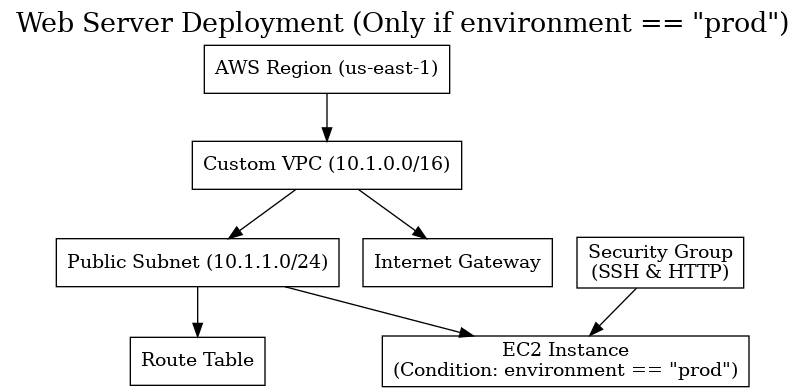 Web Server Deployment (Only if environment == "prod")
AWS Region (us-east-1)
Custom VPC (10.1.0.0/16)
Public Subnet (10.1.1.0/24)
Internet Gateway
Security Group
(SSH & HTTP)
Route Table
EC2 Instance
(Condition: environment == "prod")